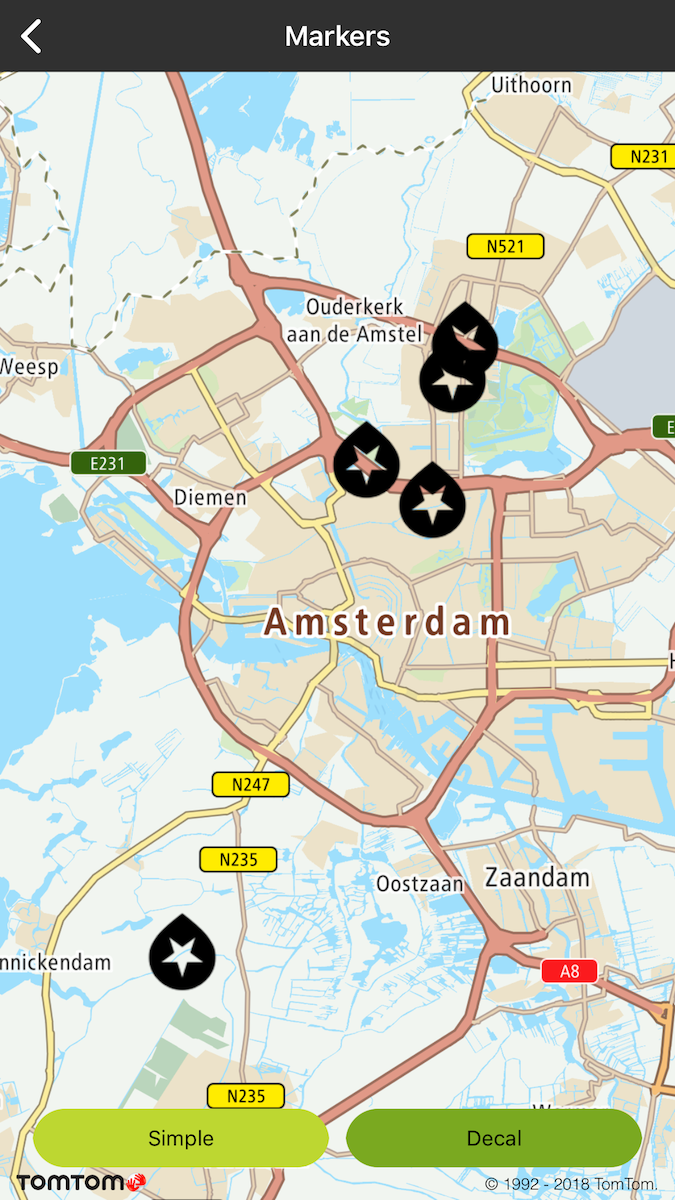 Markers
Uithoorn
N231
N521
Ouderkerk
aan de Amstel
Weesp
E
E231
Diemen
Amsterdam
H
N247
N235
Oostzaan
Zaandam
nnickendam
A8
N235
Simple
Decal
TOMTOM
© 1992 - 2018 TomTom.